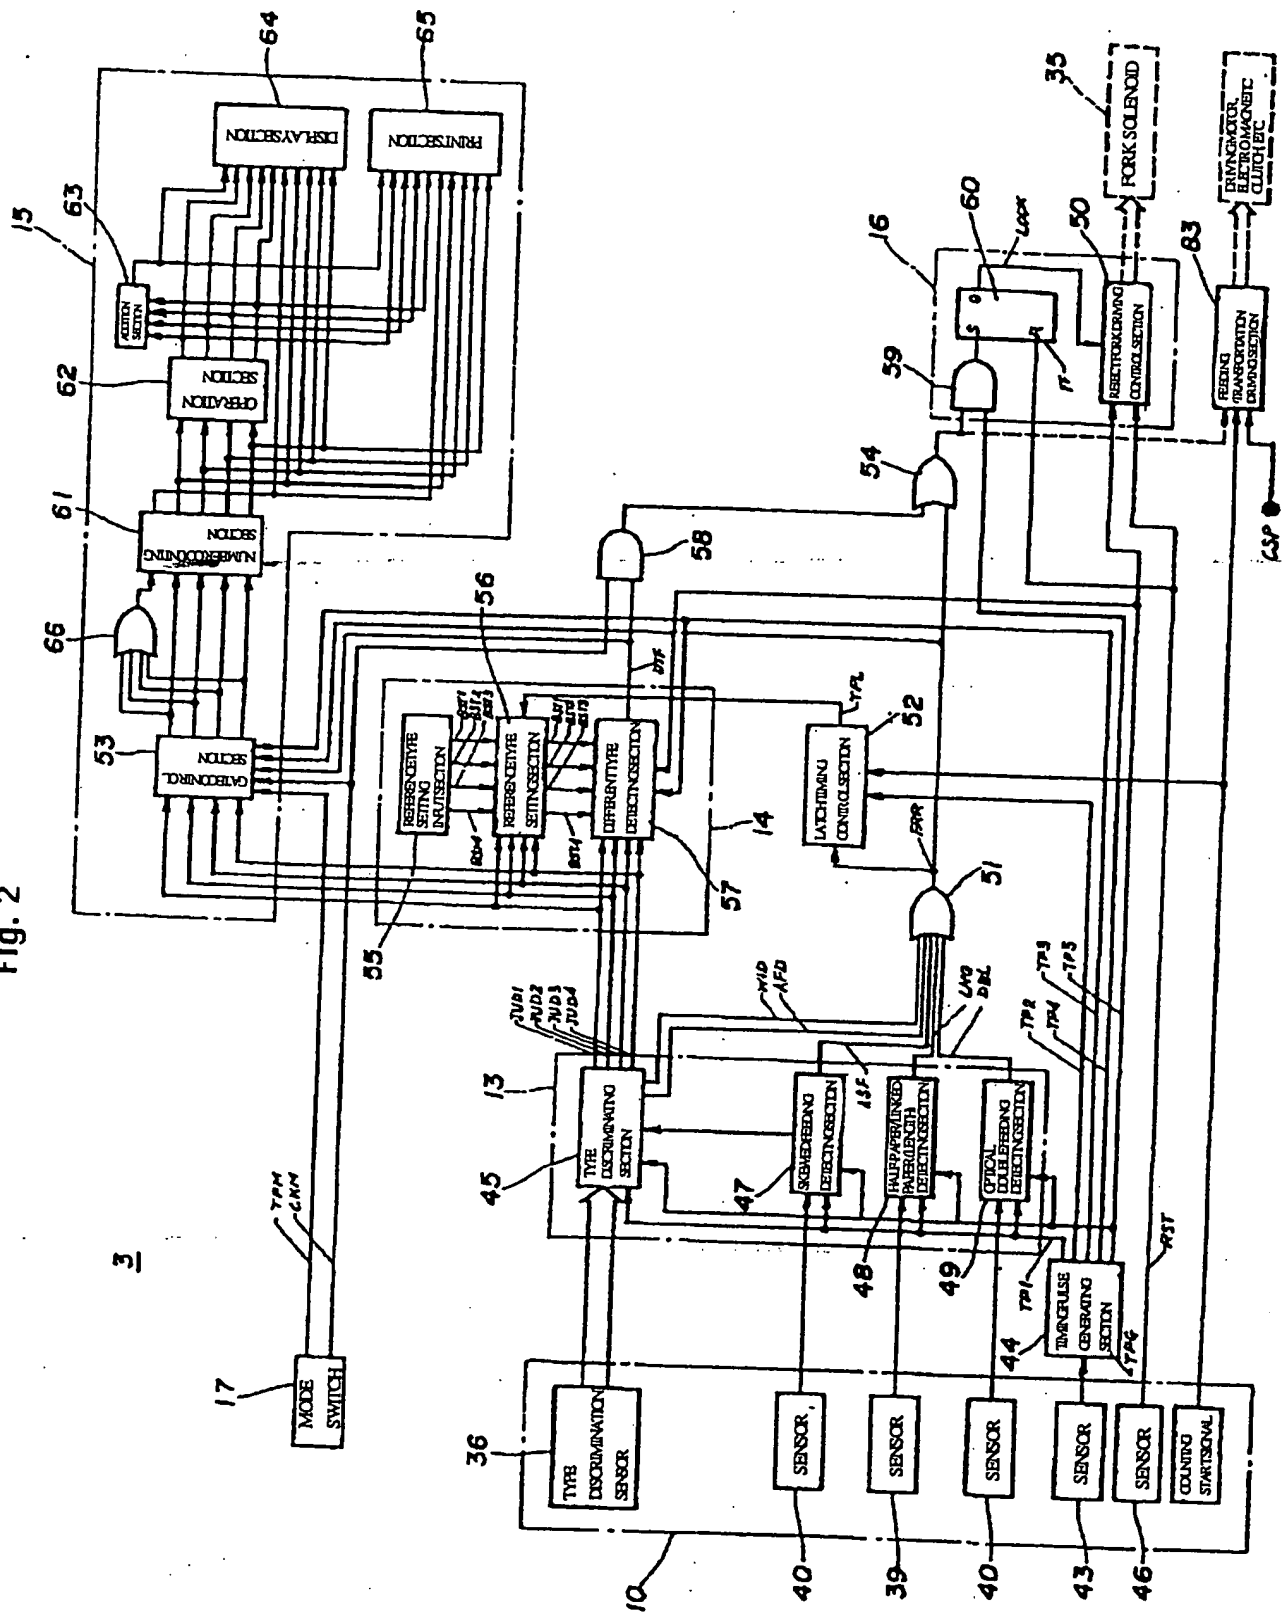 Fig. 2
3
17
MODE
SWITCH
TPM
CKM
15
53
GATE CONTROL
SECTION
66
61
NUMBER COUNTING
SECTION
62
OPERATION
SECTION
63
ADDITION
SECTION
64
DISPLAY SECTION
65
PRINT SECTION
10
36
TYPE
DISCRIMINATION
SENSOR
40
SENSOR
39
SENSOR
40
SENSOR
43
SENSOR
46
SENSOR
COUNTING
START SIGNAL
13
45
TYPE
DISCRIMINATING
SECTION
JUD1
JUD2
JUD3
JUD4
47
SKEWED FEEDING
DETECTING SECTION
48
HALF PAPER/LINKED
PAPER/LENGTH
DETECTING SECTION
49
OPTICAL
DOUBLE FEEDING
DETECTING SECTION
44
TIMING PULSE
GENERATING
SECTION
TPG
TP1
TP2
TP4
TP3
TP5
RST
WID
AFD
ASF
LNG
DBL
51
ERR
14
55
REFERENCE TYPE
SETTING
INPUT SECTION
56
REFERENCE TYPE
SETTING SECTION
57
DIFFERENT TYPE
DETECTING SECTION
DTF
52
LATCH TIMING
CONTROL SECTION
TPL
58
54
59
16
60
S
Q
R
FF
LOCK
50
REJECT FORK DRIVING
CONTROL SECTION
35
FORK SOLENOID
83
FEEDING
/TRANSPORTATION
DRIVING SECTION
DRIVING MOTOR,
ELECTROMAGNETIC
CLUTCH, ETC
CSP